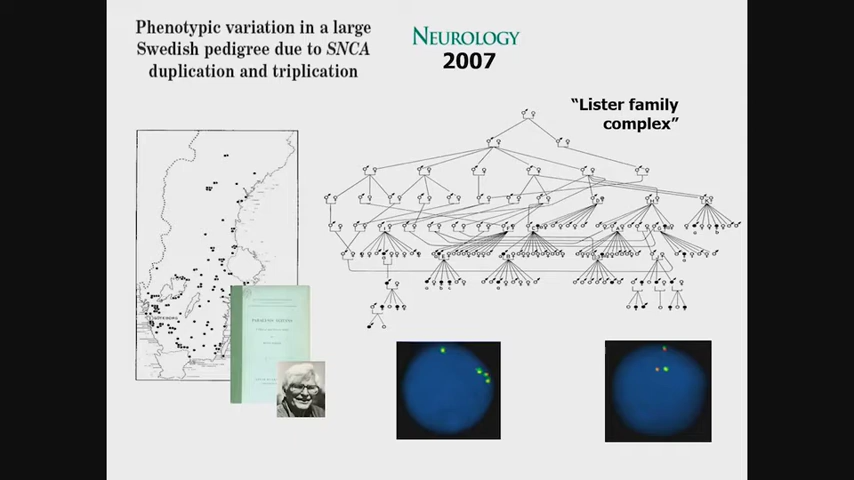 Phenotypic variation in a large
Swedish pedigree due to SNCA
duplication and triplication
NEUROLOGY
2007
"Lister family
complex"